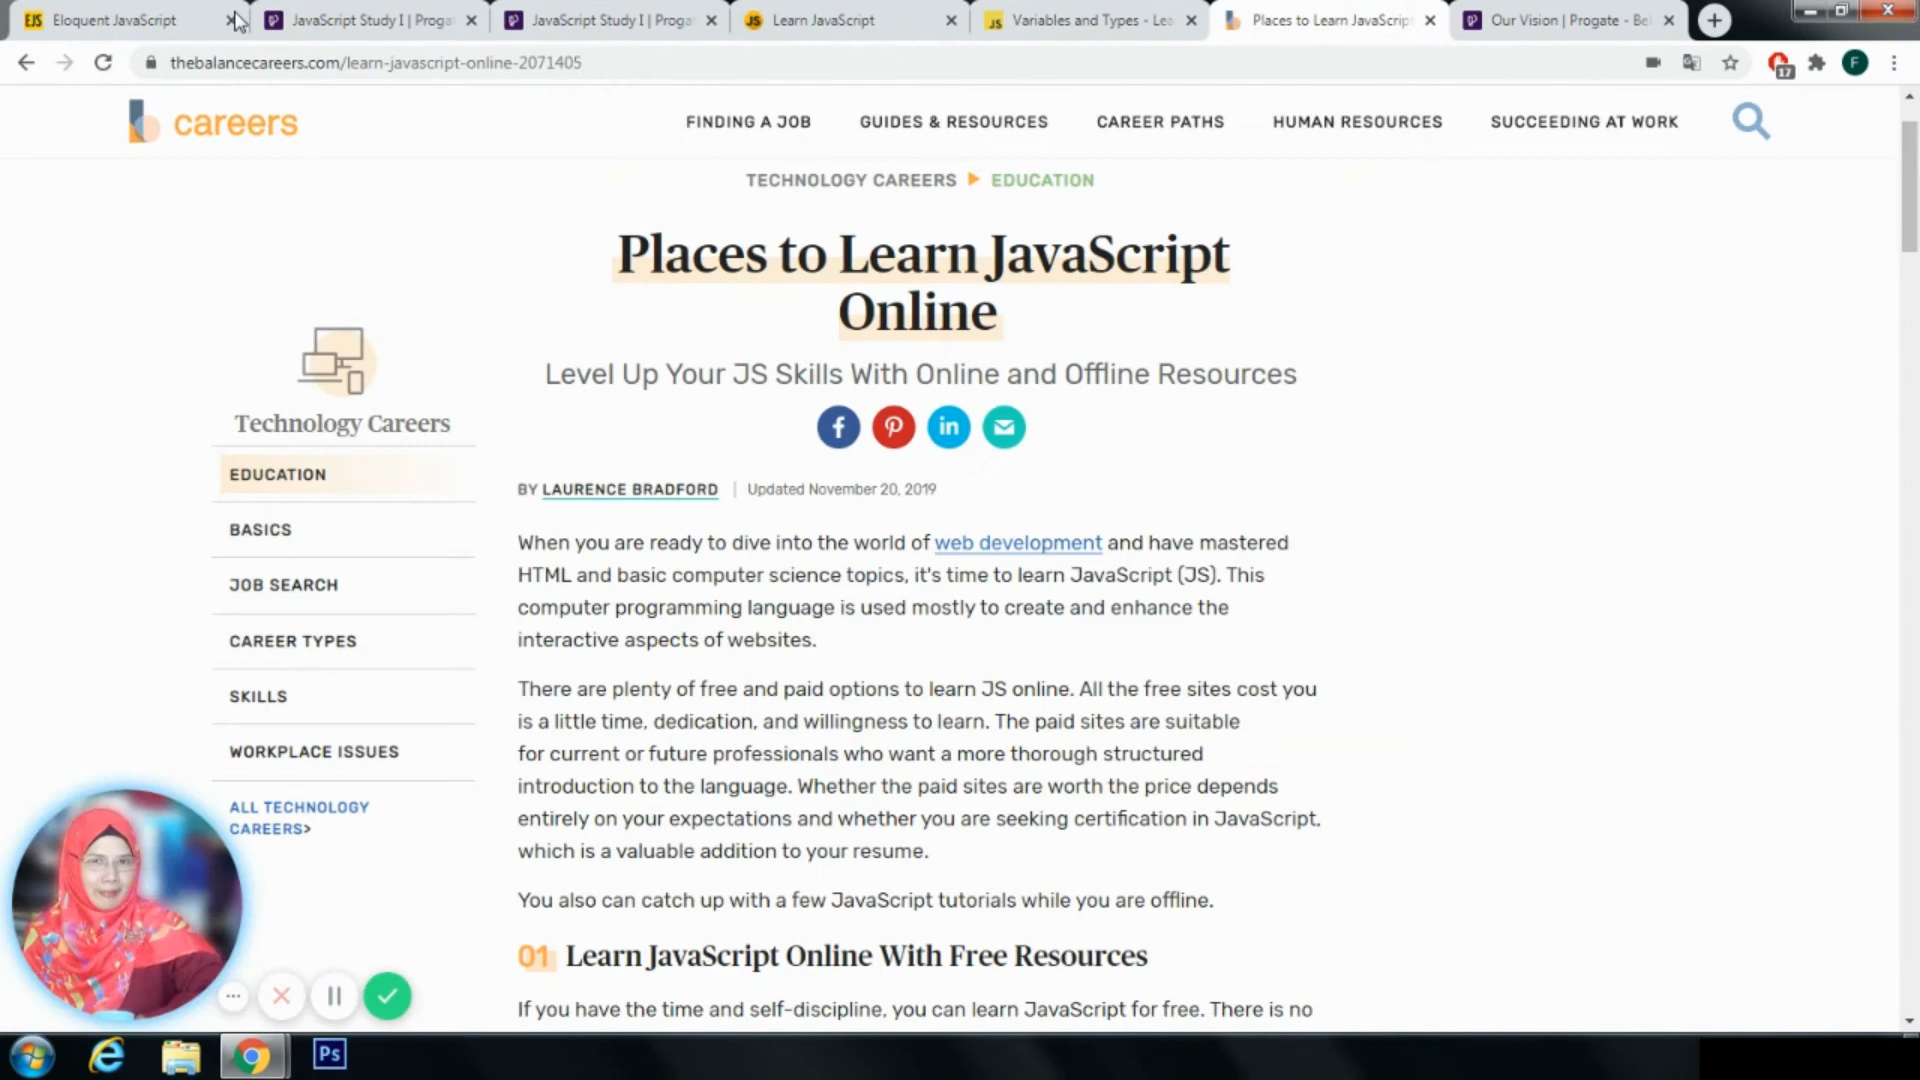 Eloquent JavaScript
JavaScript Study I | Progat
JavaScript Study I | Progat
Learn JavaScript
Variables and Types - Lea
Places to Learn JavaScript
Our Vision | Progate - Be
thebalancecareers.com/learn-javascript-online-2071405
17
F
careers
FINDING A JOB
GUIDES & RESOURCES
CAREER PATHS
HUMAN RESOURCES
SUCCEEDING AT WORK
TECHNOLOGY CAREERS
EDUCATION
Places to Learn JavaScript
Online
Level Up Your JS Skills With Online and Offline Resources
Technology Careers
EDUCATION
BASICS
JOB SEARCH
CAREER TYPES
SKILLS
WORKPLACE ISSUES
ALL TECHNOLOGY
CAREERS>
BY LAURENCE BRADFORD | Updated November 20, 2019
When you are ready to dive into the world of web development and have mastered
HTML and basic computer science topics, it's time to learn JavaScript (JS). This
computer programming language is used mostly to create and enhance the
interactive aspects of websites.
There are plenty of free and paid options to learn JS online. All the free sites cost you
is a little time, dedication, and willingness to learn. The paid sites are suitable
for current or future professionals who want a more thorough structured
introduction to the language. Whether the paid sites are worth the price depends
entirely on your expectations and whether you are seeking certification in JavaScript,
which is a valuable addition to your resume.
You also can catch up with a few JavaScript tutorials while you are offline.
01 Learn JavaScript Online With Free Resources
If you have the time and self-discipline, you can learn JavaScript for free. There is no
Ps